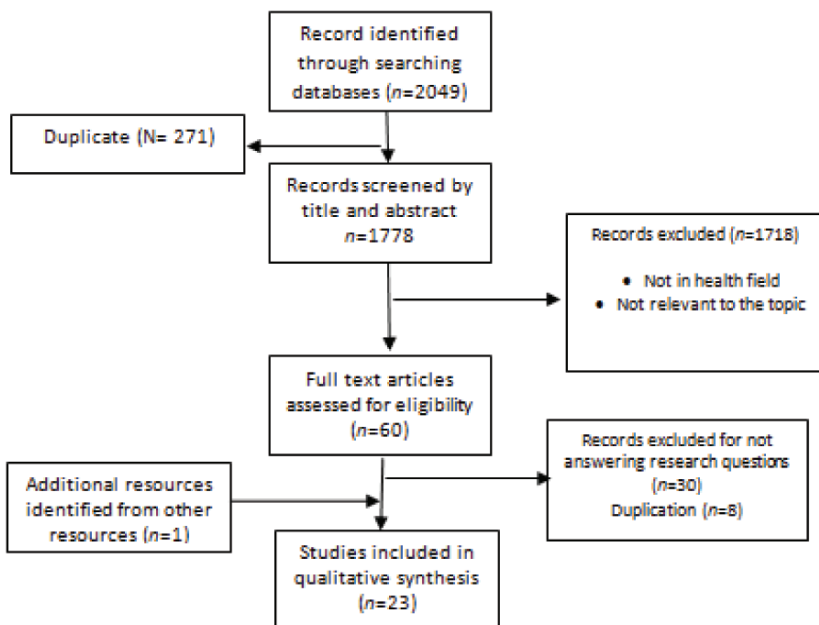 Record identified
through searching
databases (n=2049)
Duplicate (N= 271)
Records screened by
title and abstract
n=1778
Records excluded (n=1718)
• Not in health field
• Not relevant to the topic
Full text articles
assessed for eligibility
(n=60)
Records excluded for not
answering research questions
(n=30)
Duplication (n=8)
Additional resources
identified from other
resources (n=1)
Studies included in
qualitative synthesis
(n=23)